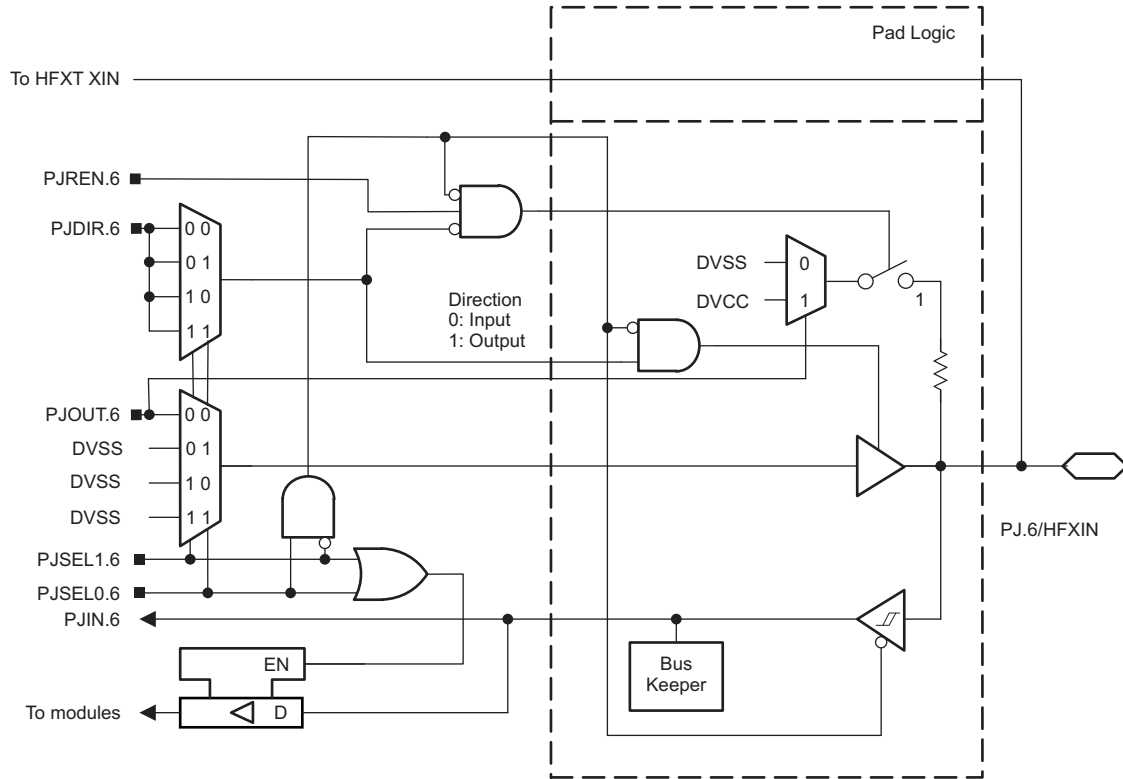 Pad Logic
To HFXT XIN
PJREN.6
PJDIR.6
0 0
0 1
1 0
1 1
DVSS
0
DVCC
1
1
Direction
0: Input
1: Output
PJOUT.6
0 0
DVSS
0 1
DVSS
1 0
DVSS
1 1
PJ.6/HFXIN
PJSEL1.6
PJSEL0.6
PJIN.6
EN
Bus
Keeper
To modules
D